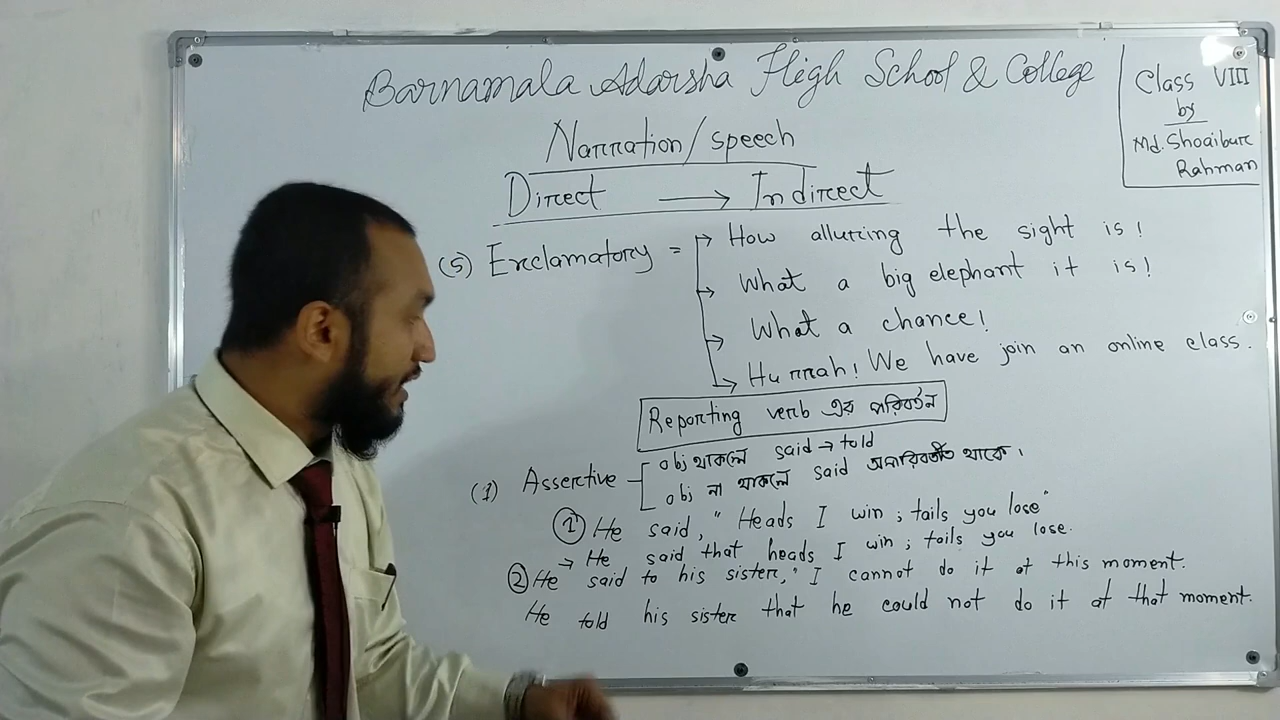 Barnamala Adarsha High School & College
Class VIII
by
Md. Shoaibur
Rahman
Narration/speech
Direct → Indirect
(5) Exclamatory = How alluring the sight is!
What a big elephant it is!
What a chance!
Hurrah! We have join an online class.
Reporting verb এর পরিবর্তন
(1) Assertive obj থাকলে said → told
obj না থাকলে said অপরিবর্তীত থাকে।
① He said, "Heads I win; tails you lose"
→ He said that heads I win; tails you lose.
② He said to his sister, "I cannot do it at this moment.
He told his sister that he could not do it at that moment.